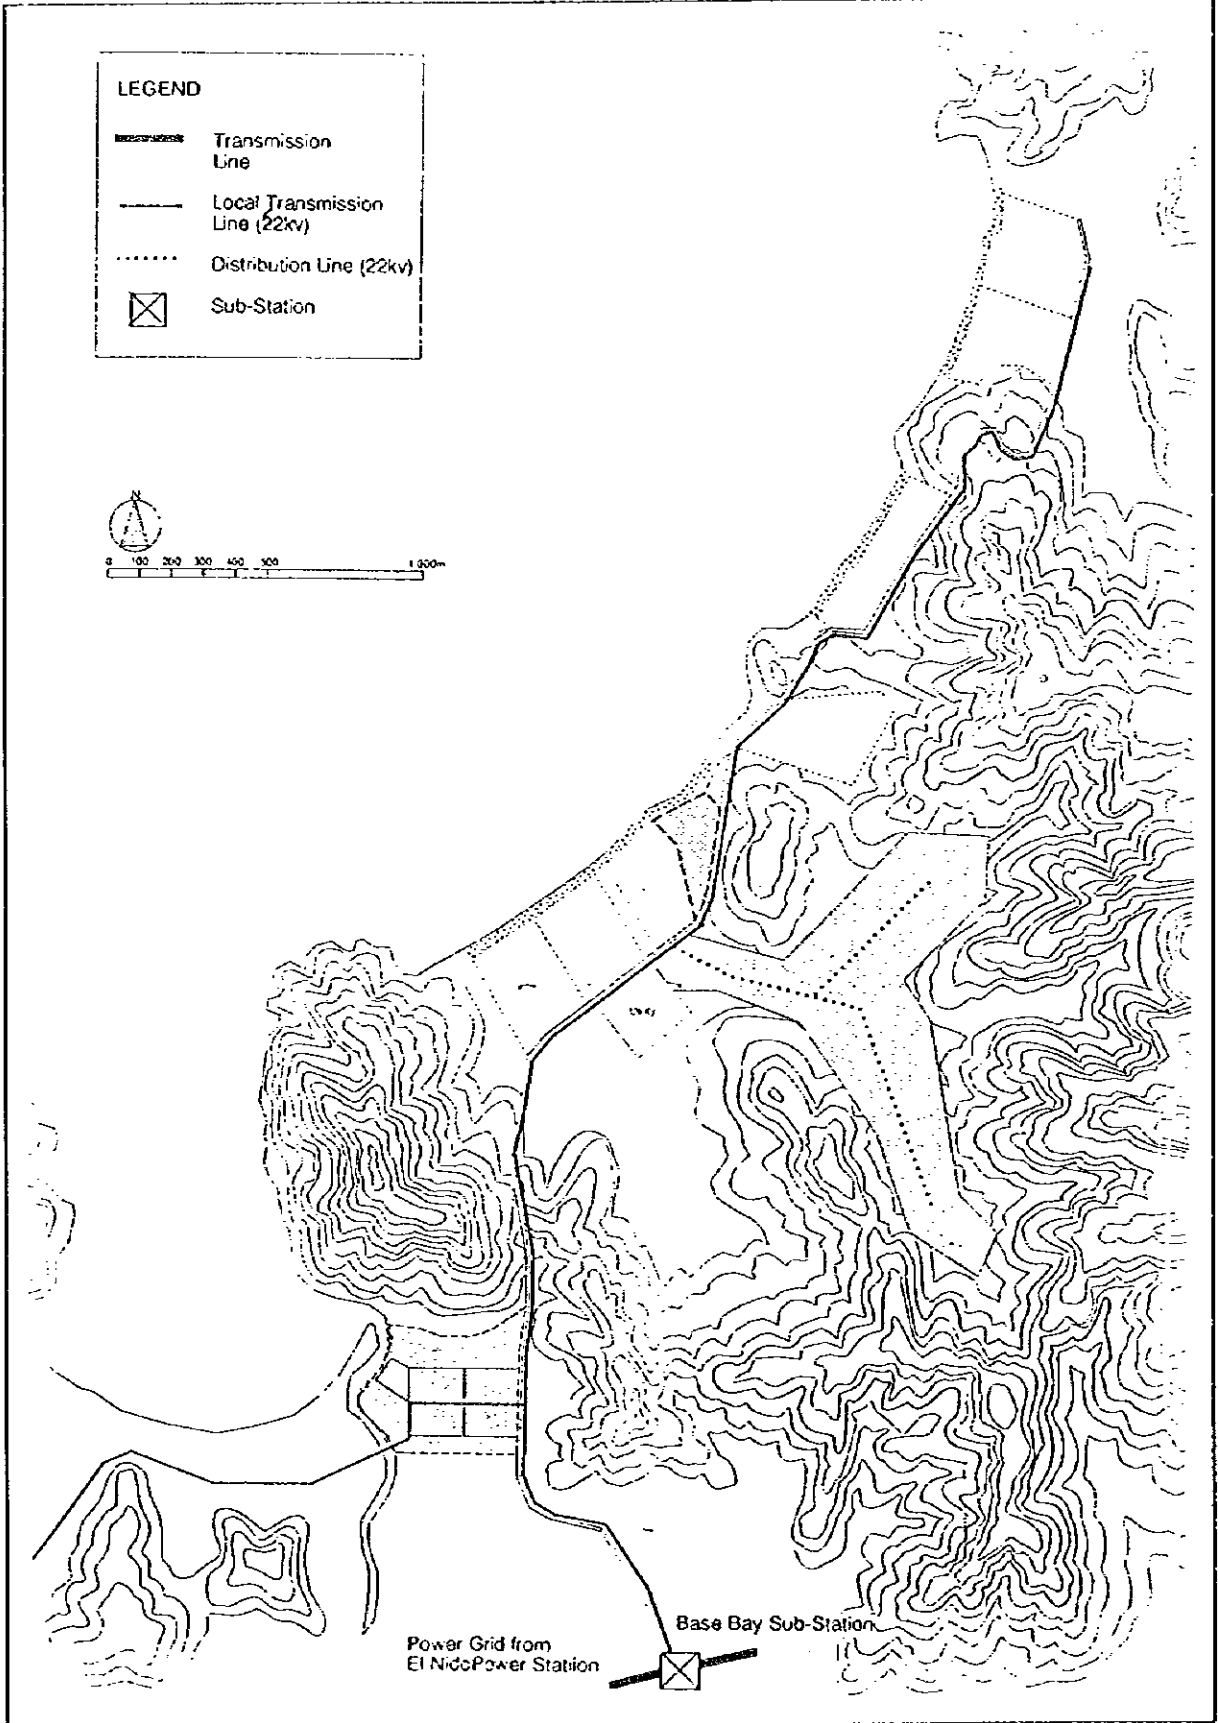 LEGEND
Transmission
Line
Local Transmission
Line (22kv)
Distribution Line (22kv)
Sub-Station
N
0 100 200 300 400 500 1 000m
Base Bay Sub-Station
Power Grid from
El NidoPower Station